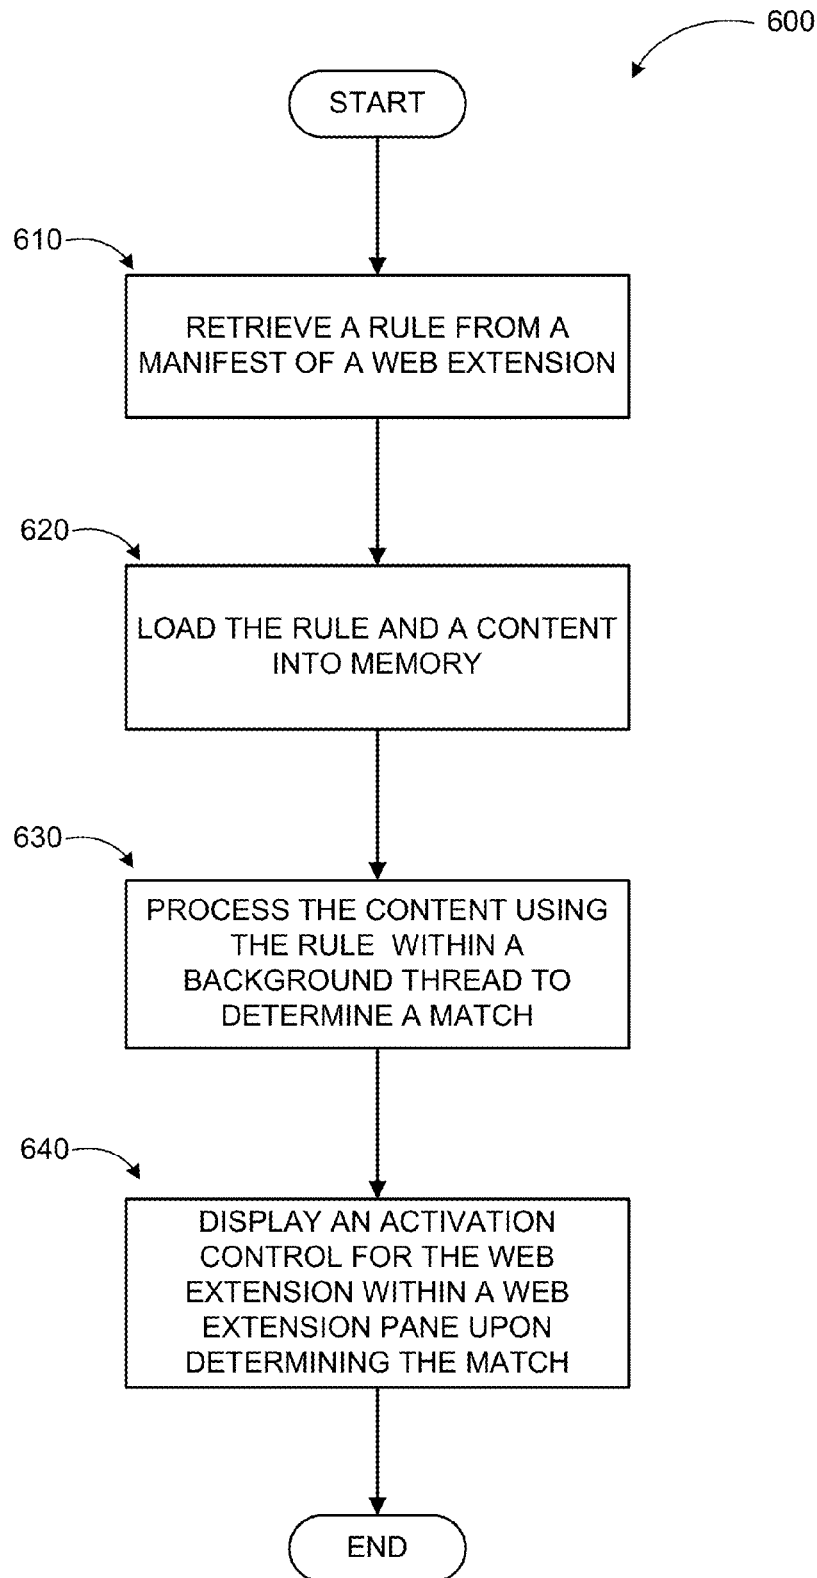 600
START
610
RETRIEVE A RULE FROM A
MANIFEST OF A WEB EXTENSION
620
LOAD THE RULE AND A CONTENT
INTO MEMORY
630
PROCESS THE CONTENT USING
THE RULE WITHIN A
BACKGROUND THREAD TO
DETERMINE A MATCH
640
DISPLAY AN ACTIVATION
CONTROL FOR THE WEB
EXTENSION WITHIN A WEB
EXTENSION PANE UPON
DETERMINING THE MATCH
END